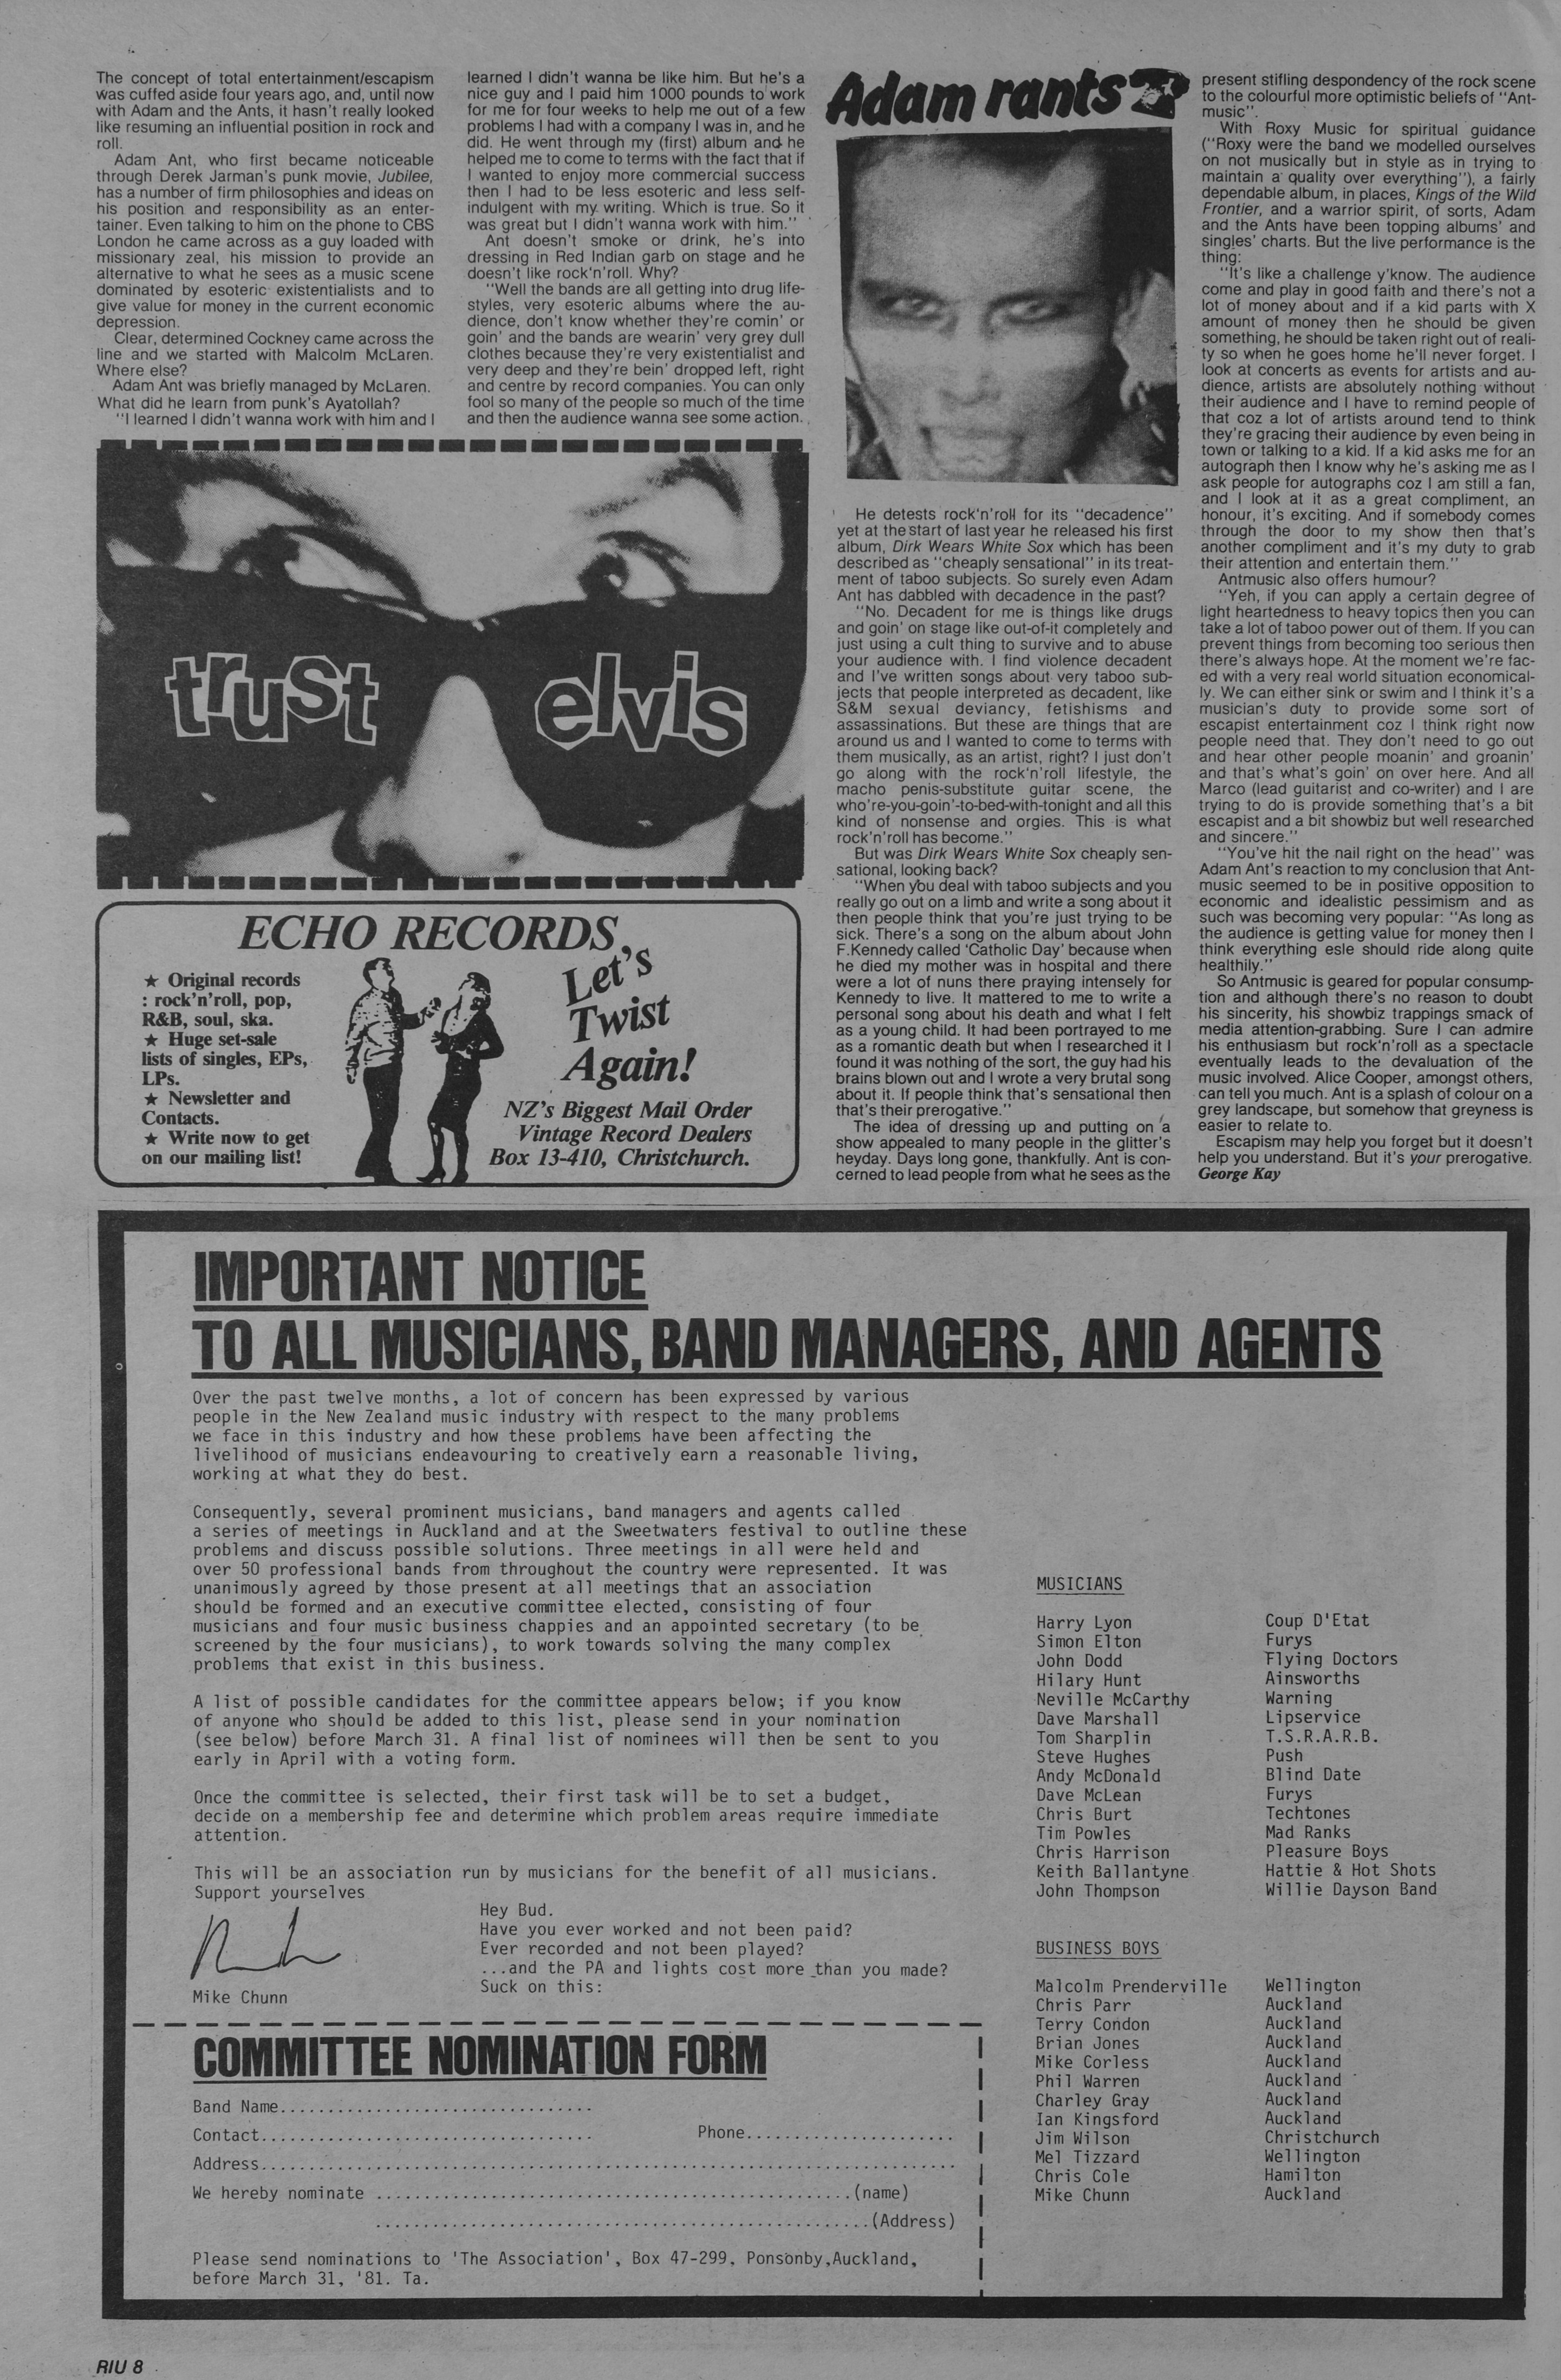 The concept of total entertainment/escapism
was cuffed aside four years ago, and, until now
with Adam and the Ants, it hasn't really looked
like resuming an influential position in rock and
roll.
Adam Ant, who first became noticeable
through Derek Jarman's punk movie, Jubilee,
has a number of firm philosophies and ideas on
his position and responsibility as an enter-
tainer. Even talking to him on the phone to CBS
London he came across as a guy loaded with
missionary zeal, his mission to provide an
alternative to what he sees as a music scene
dominated by esoteric existentialists and to
give value for money in the current economic
depression.
Clear, determined Cockney came across the
line and we started with Malcolm McLaren.
Where else?
Adam Ant was briefly managed by McLaren.
What did he learn from punk's Ayatollah?
"I learned I didn't wanna work with him and I
learned I didn't wanna be like him. But he's a
nice guy and I paid him 1000 pounds to work
for me for four weeks to help me out of a few
problems I had with a company I was in, and he
did. He went through my (first) album and he
helped me to come to terms with the fact that if
I wanted to enjoy more commercial success
then I had to be less esoteric and less self-
indulgent with my writing. Which is true. So it
was great but I didn't wanna work with him."
Ant doesn't smoke or drink, he's into
dressing in Red Indian garb on stage and he
doesn't like rock'n'roll. Why?
"Well the bands are all getting into drug life-
styles, very esoteric albums where the au-
dience, don't know whether they're comin' or
goin' and the bands are wearin' very grey dull
clothes because they're very existentialist and
very deep and they're bein' dropped left, right
and centre by record companies. You can only
fool so many of the people so much of the time
and then the audience wanna see some action.
Adam rants
He detests rock'n'roll for its "decadence"
yet at the start of last year he released his first
album, Dirk Wears White Sox which has been
described as "cheaply sensational" in its treat-
ment of taboo subjects. So surely even Adam
Ant has dabbled with decadence in the past?
"No. Decadent for me is things like drugs
and goin' on stage like out-of-it completely and
just using a cult thing to survive and to abuse
your audience with. I find violence decadent
and I've written songs about very taboo sub-
jects that people interpreted as decadent, like
S&M sexual deviancy, fetishisms and
assassinations. But these are things that are
around us and I wanted to come to terms with
them musically, as an artist, right? I just don't
go along with the rock'n'roll lifestyle, the
macho penis-substitute guitar scene, the
who're-you-goin'-to-bed-with-tonight and all this
kind of nonsense and orgies. This is what
rock'n'roll has become."
But was Dirk Wears White Sox cheaply sen-
sational, looking back?
"When you deal with taboo subjects and you
really go out on a limb and write a song about it
then people think that you're just trying to be
sick. There's a song on the album about John
F.Kennedy called 'Catholic Day' because when
he died my mother was in hospital and there
were a lot of nuns there praying intensely for
Kennedy to live. It mattered to me to write a
personal song about his death and what I felt
as a young child. It had been portrayed to me
as a romantic death but when I researched it I
found it was nothing of the sort, the guy had his
brains blown out and I wrote a very brutal song
about it. If people think that's sensational then
that's their prerogative."
The idea of dressing up and putting on a
show appealed to many people in the glitter's
heyday. Days long gone, thankfully. Ant is con-
cerned to lead people from what he sees as the
present stifling despondency of the rock scene
to the colourful more optimistic beliefs of "Ant-
music".
With Roxy Music for spiritual guidance
("Roxy were the band we modelled ourselves
on not musically but in style as in trying to
maintain a quality over everything"), a fairly
dependable album, in places, Kings of the Wild
Frontier, and a warrior spirit, of sorts, Adam
and the Ants have been topping albums' and
singles' charts. But the live performance is the
thing:
"It's like a challenge y'know. The audience
come and play in good faith and there's not a
lot of money about and if a kid parts with X
amount of money then he should be given
something, he should be taken right out of reali-
ty so when he goes home he'll never forget. I
look at concerts as events for artists and au-
dience, artists are absolutely nothing without
their audience and I have to remind people of
that coz a lot of artists around tend to think
they're gracing their audience by even being in
town or talking to a kid. If a kid asks me for an
autograph then I know why he's asking me as I
ask people for autographs coz I am still a fan,
and I look at it as a great compliment, an
honour, it's exciting. And if somebody comes
through the door to my show then that's
another compliment and it's my duty to grab
their attention and entertain them."
Antmusic also offers humour?
"Yeh, if you can apply a certain degree of
light heartedness to heavy topics then you can
take a lot of taboo power out of them. If you can
prevent things from becoming too serious then
there's always hope. At the moment we're fac-
ed with a very real world situation economical-
ly. We can either sink or swim and I think it's a
musician's duty to provide some sort of
escapist entertainment coz I think right now
people need that. They don't need to go out
and hear other people moanin' and groanin'
and that's what's goin' on over here. And all
Marco (lead guitarist and co-writer) and I are
trying to do is provide something that's a bit
escapist and a bit showbiz but well researched
and sincere."
"You've hit the nail right on the head" was
Adam Ant's reaction to my conclusion that Ant-
music seemed to be in positive opposition to
economic and idealistic pessimism and as
such was becoming very popular: "As long as
the audience is getting value for money then I
think everything esle should ride along quite
healthily."
So Antmusic is geared for popular consump-
tion and although there's no reason to doubt
his sincerity, his showbiz trappings smack of
media attention-grabbing. Sure I can admire
his enthusiasm but rock'n'roll as a spectacle
eventually leads to the devaluation of the
music involved. Alice Cooper, amongst others,
can tell you much. Ant is a splash of colour on a
grey landscape, but somehow that greyness is
easier to relate to.
Escapism may help you forget but it doesn't
help you understand. But it's your prerogative.
George Kay
trust elvis
ECHO RECORDS
★ Original records
: rock'n'roll, pop,
R&B, soul, ska.
★ Huge set-sale
lists of singles, EPs,
LPs.
★ Newsletter and
Contacts.
★ Write now to get
on our mailing list!
Let's
Twist
Again!
NZ's Biggest Mail Order
Vintage Record Dealers
Box 13-410, Christchurch.
IMPORTANT NOTICE
TO ALL MUSICIANS, BAND MANAGERS, AND AGENTS
Over the past twelve months, a lot of concern has been expressed by various
people in the New Zealand music industry with respect to the many problems
we face in this industry and how these problems have been affecting the
livelihood of musicians endeavouring to creatively earn a reasonable living,
working at what they do best.
Consequently, several prominent musicians, band managers and agents called
a series of meetings in Auckland and at the Sweetwaters festival to outline these
problems and discuss possible solutions. Three meetings in all were held and
over 50 professional bands from throughout the country were represented. It was
unanimously agreed by those present at all meetings that an association
should be formed and an executive committee elected, consisting of four
musicians and four music business chappies and an appointed secretary (to be
screened by the four musicians), to work towards solving the many complex
problems that exist in this business.
A list of possible candidates for the committee appears below; if you know
of anyone who should be added to this list, please send in your nomination
(see below) before March 31. A final list of nominees will then be sent to you
early in April with a voting form.
Once the committee is selected, their first task will be to set a budget,
decide on a membership fee and determine which problem areas require immediate
attention.
This will be an association run by musicians for the benefit of all musicians.
Support yourselves
Mike Chunn
Hey Bud.
Have you ever worked and not been paid?
Ever recorded and not been played?
...and the PA and lights cost more than you made?
Suck on this:
COMMITTEE NOMINATION FORM
Band Name.................................
Contact................................... Phone......................
Address.........................................................................
We hereby nominate ..................................................(name)
....................................................(Address)
Please send nominations to 'The Association', Box 47-299, Ponsonby,Auckland,
before March 31, '81. Ta.
MUSICIANS
Harry Lyon Coup D'Etat
Simon Elton Furys
John Dodd Flying Doctors
Hilary Hunt Ainsworths
Neville McCarthy Warning
Dave Marshall Lipservice
Tom Sharplin T.S.R.A.R.B.
Steve Hughes Push
Andy McDonald Blind Date
Dave McLean Furys
Chris Burt Techtones
Tim Powles Mad Ranks
Chris Harrison Pleasure Boys
Keith Ballantyne Hattie & Hot Shots
John Thompson Willie Dayson Band
BUSINESS BOYS
Malcolm Prenderville Wellington
Chris Parr Auckland
Terry Condon Auckland
Brian Jones Auckland
Mike Corless Auckland
Phil Warren Auckland
Charley Gray Auckland
Ian Kingsford Auckland
Jim Wilson Christchurch
Mel Tizzard Wellington
Chris Cole Hamilton
Mike Chunn Auckland
RIU 8